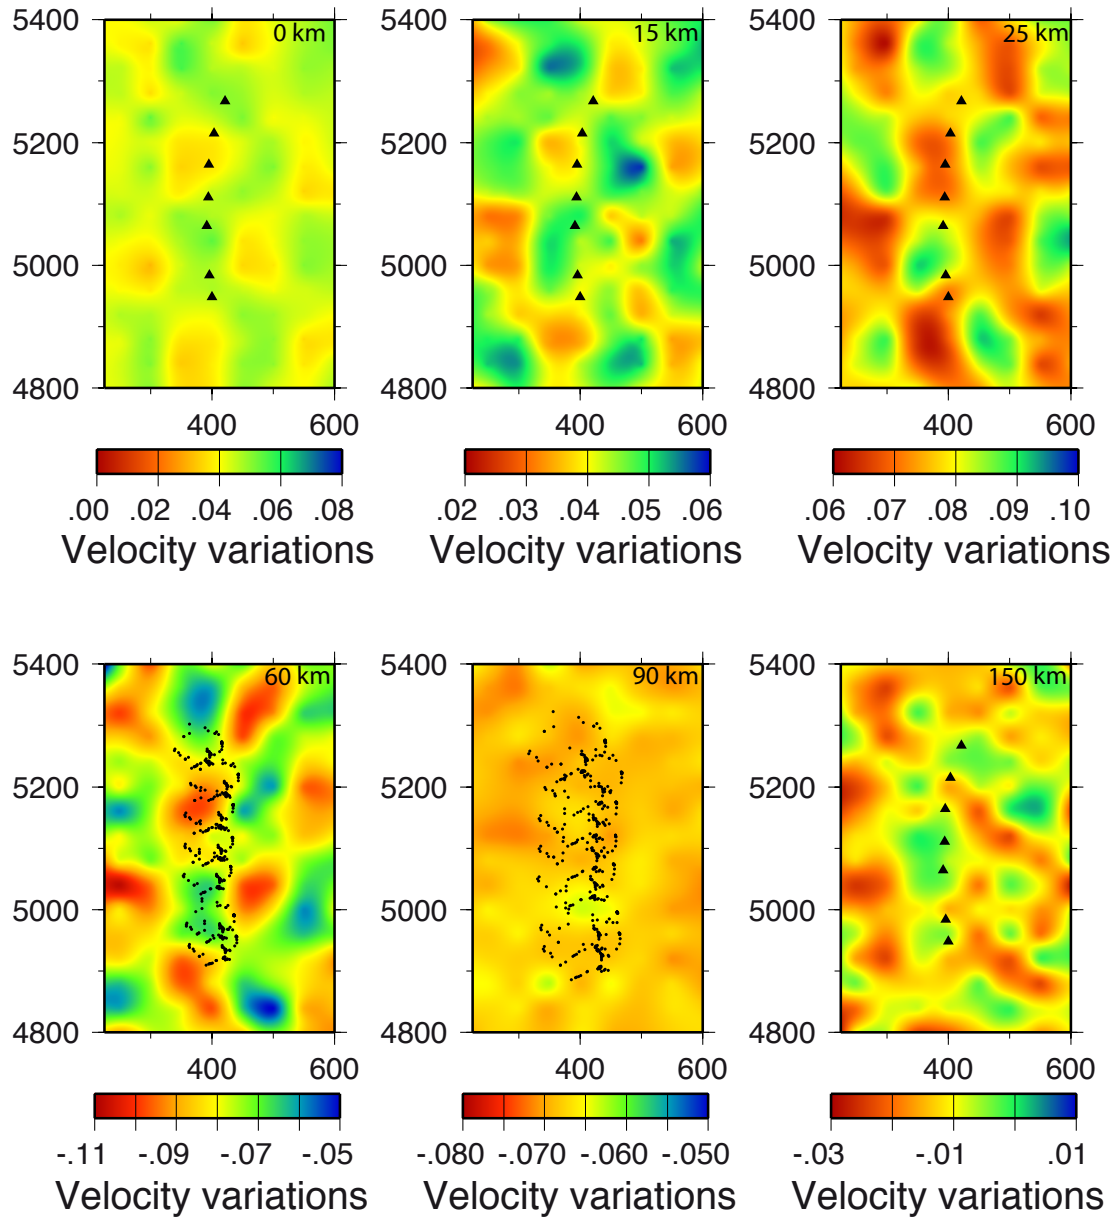 5400
5200
5000
4800
0 km
400 600
.00 .02 .04 .06 .08
Velocity variations
15 km
400 600
.02 .03 .04 .05 .06
Velocity variations
25 km
400 600
.06 .07 .08 .09 .10
Velocity variations
5400
5200
5000
4800
5400
5200
5000
4800
5400
5200
5000
4800
60 km
400 600
-.11 -.09 -.07 -.05
Velocity variations
5400
5200
5000
4800
90 km
400 600
-.080 -.070 -.060 -.050
Velocity variations
5400
5200
5000
4800
150 km
400 600
-.03 -.01 .01
Velocity variations